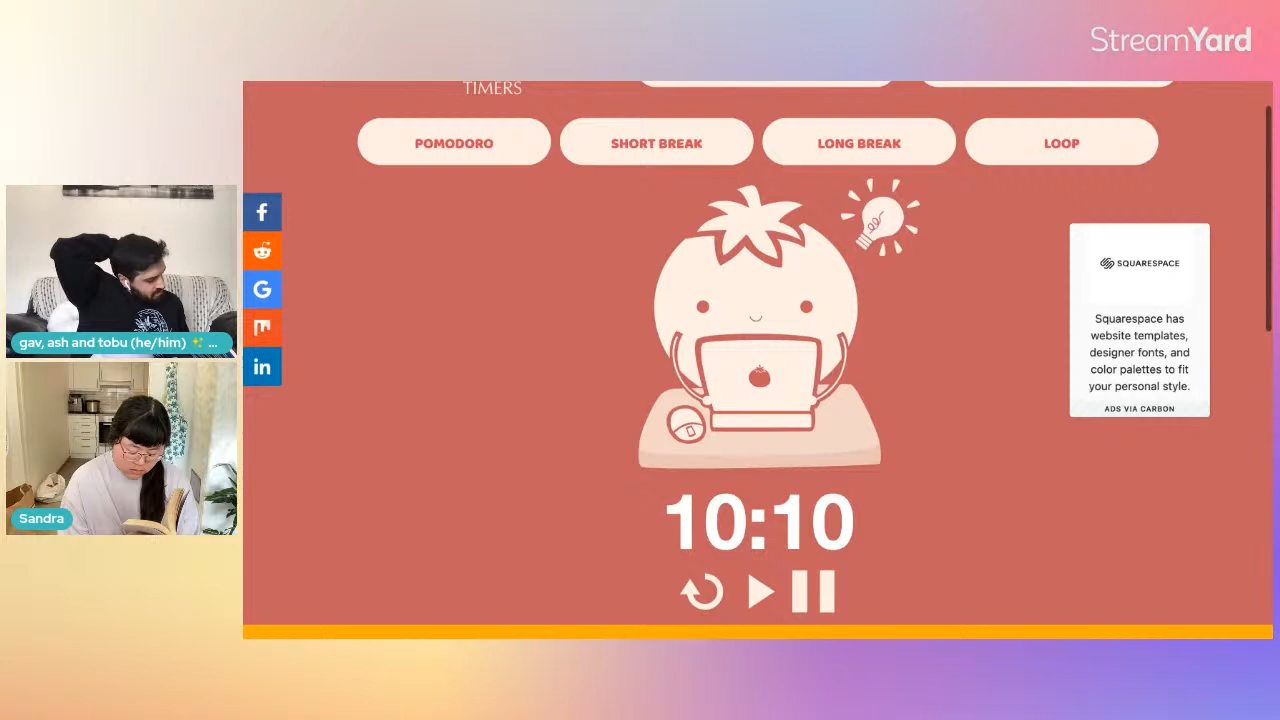 StreamYard
TIMERS
POMODORO
SHORT BREAK
LONG BREAK
LOOP
SQUARESPACE
Squarespace has
website templates,
designer fonts, and
color palettes to fit
your personal style.
ADS VIA CARBON
10:10
gav, ash and tobu (he/him) ✨ ...
Sandra